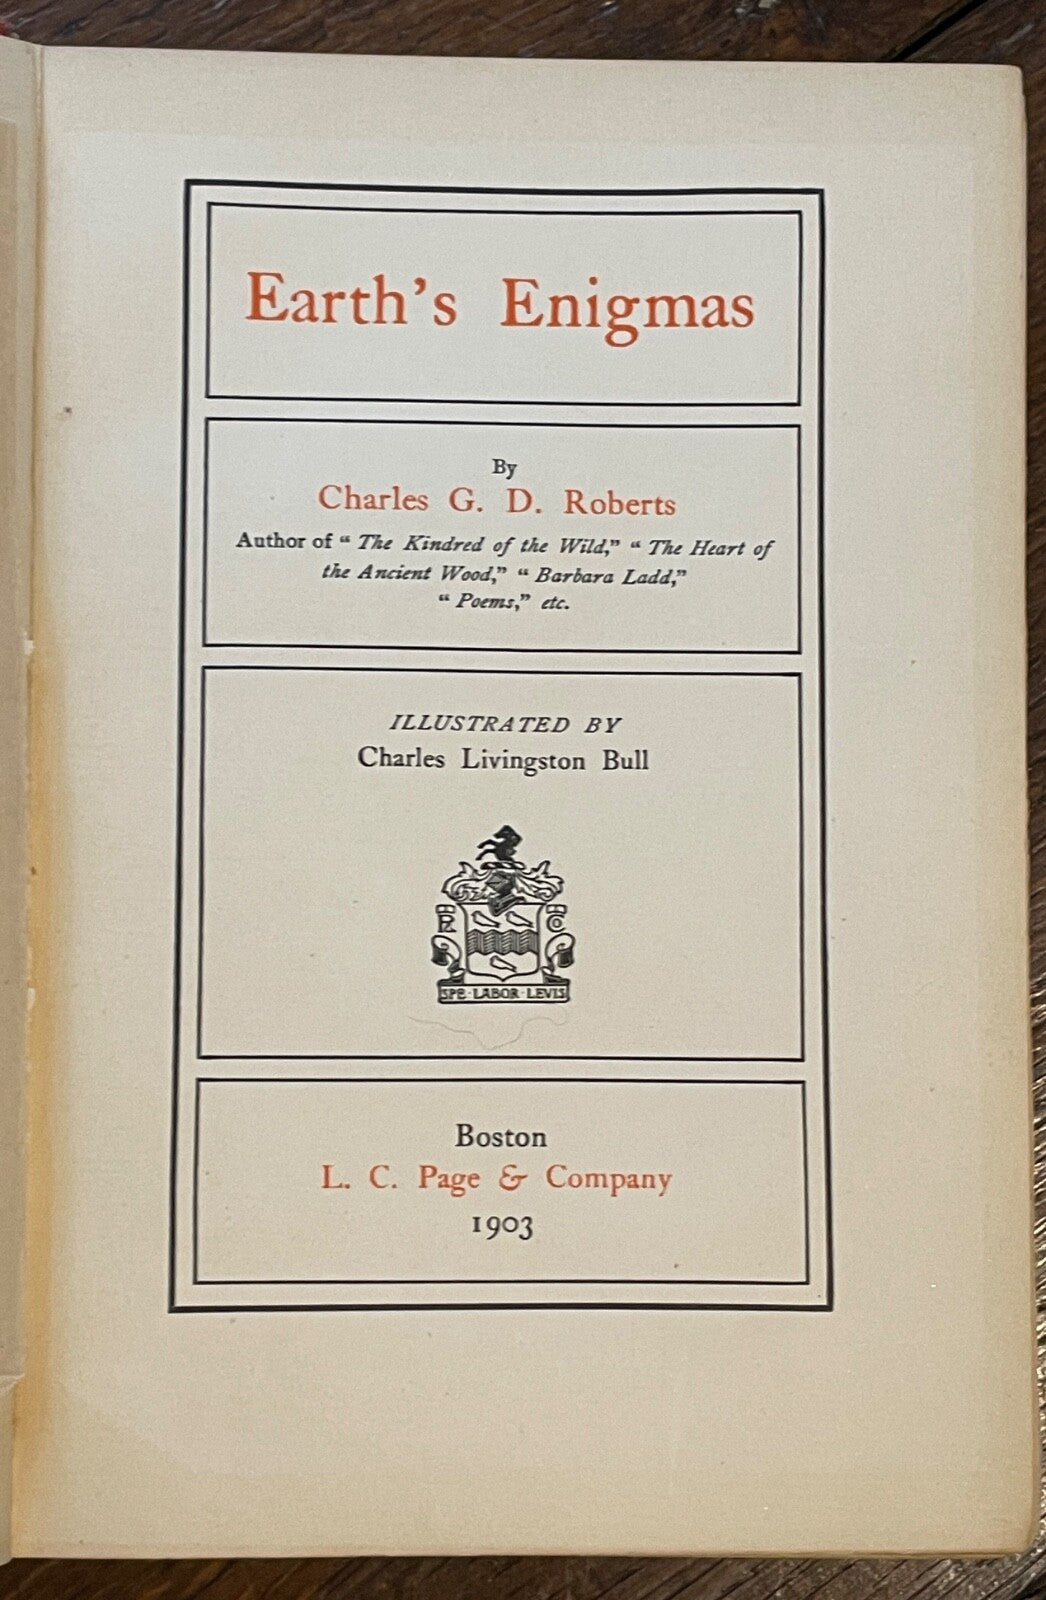 Earth's Enigmas
By
Charles G. D. Roberts
Author of “ The Kindred of the Wild,” “ The Heart of
the Ancient Wood,” “ Barbara Ladd,”
“ Poems,” etc.
ILLUSTRATED BY
Charles Livingston Bull
SPE · LABOR · LEVIS
Boston
L. C. Page & Company
1903